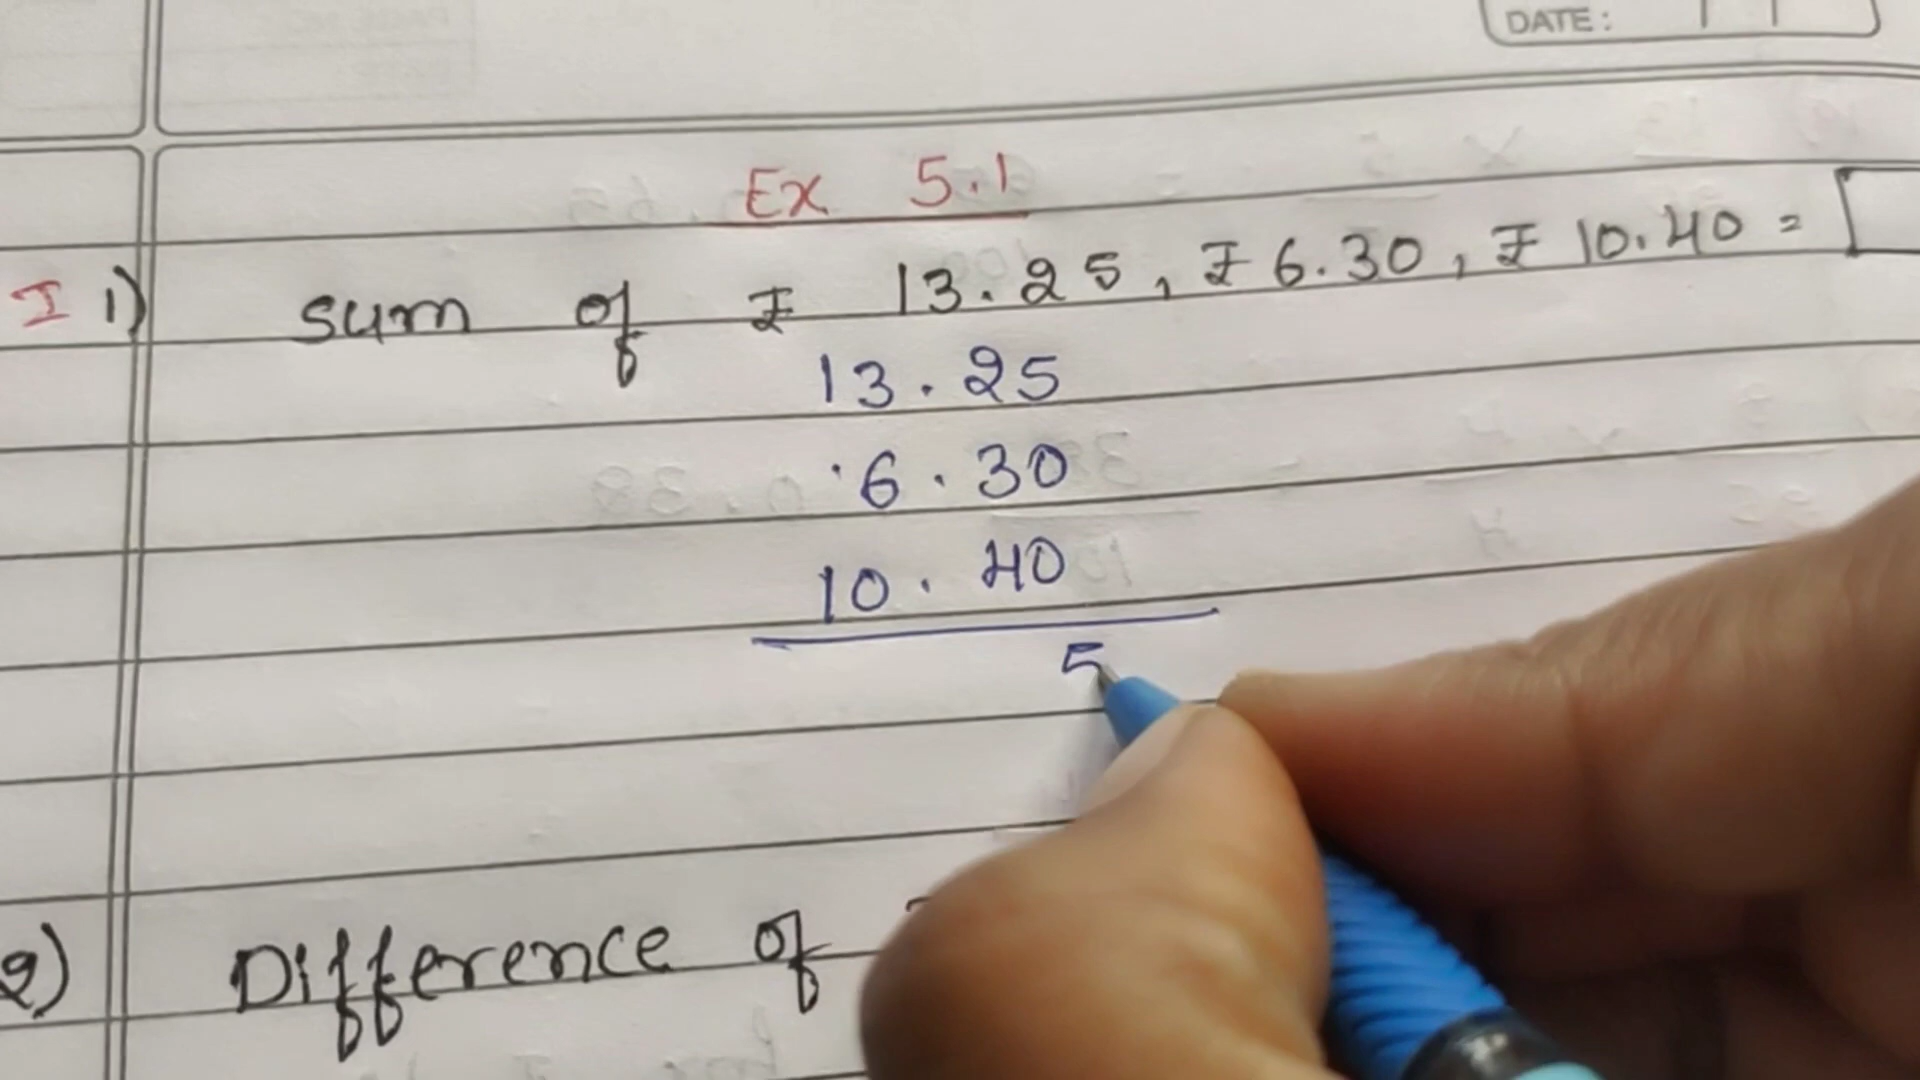 DATE:
Ex 5.1
I 1) Sum of ₹ 13.25, ₹ 6.30, ₹ 10.40 =
13.25
6.30
10.40
5
2) Difference of